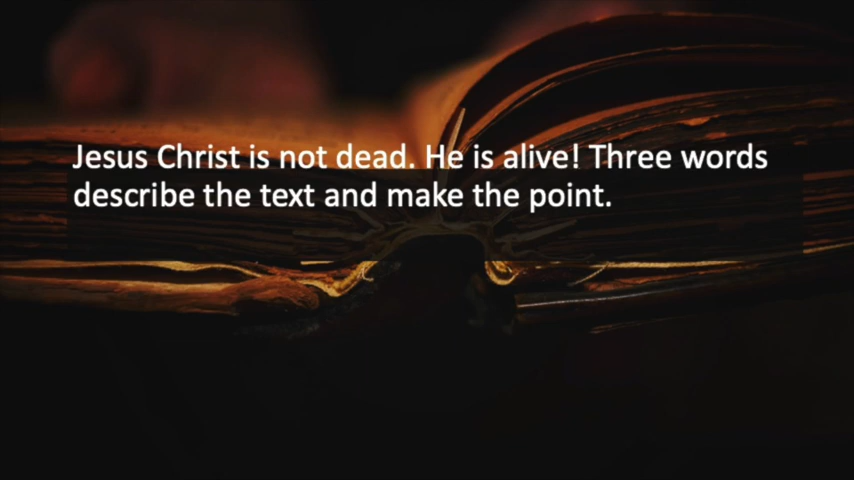 Jesus Christ is not dead. He is alive! Three words
describe the text and make the point.